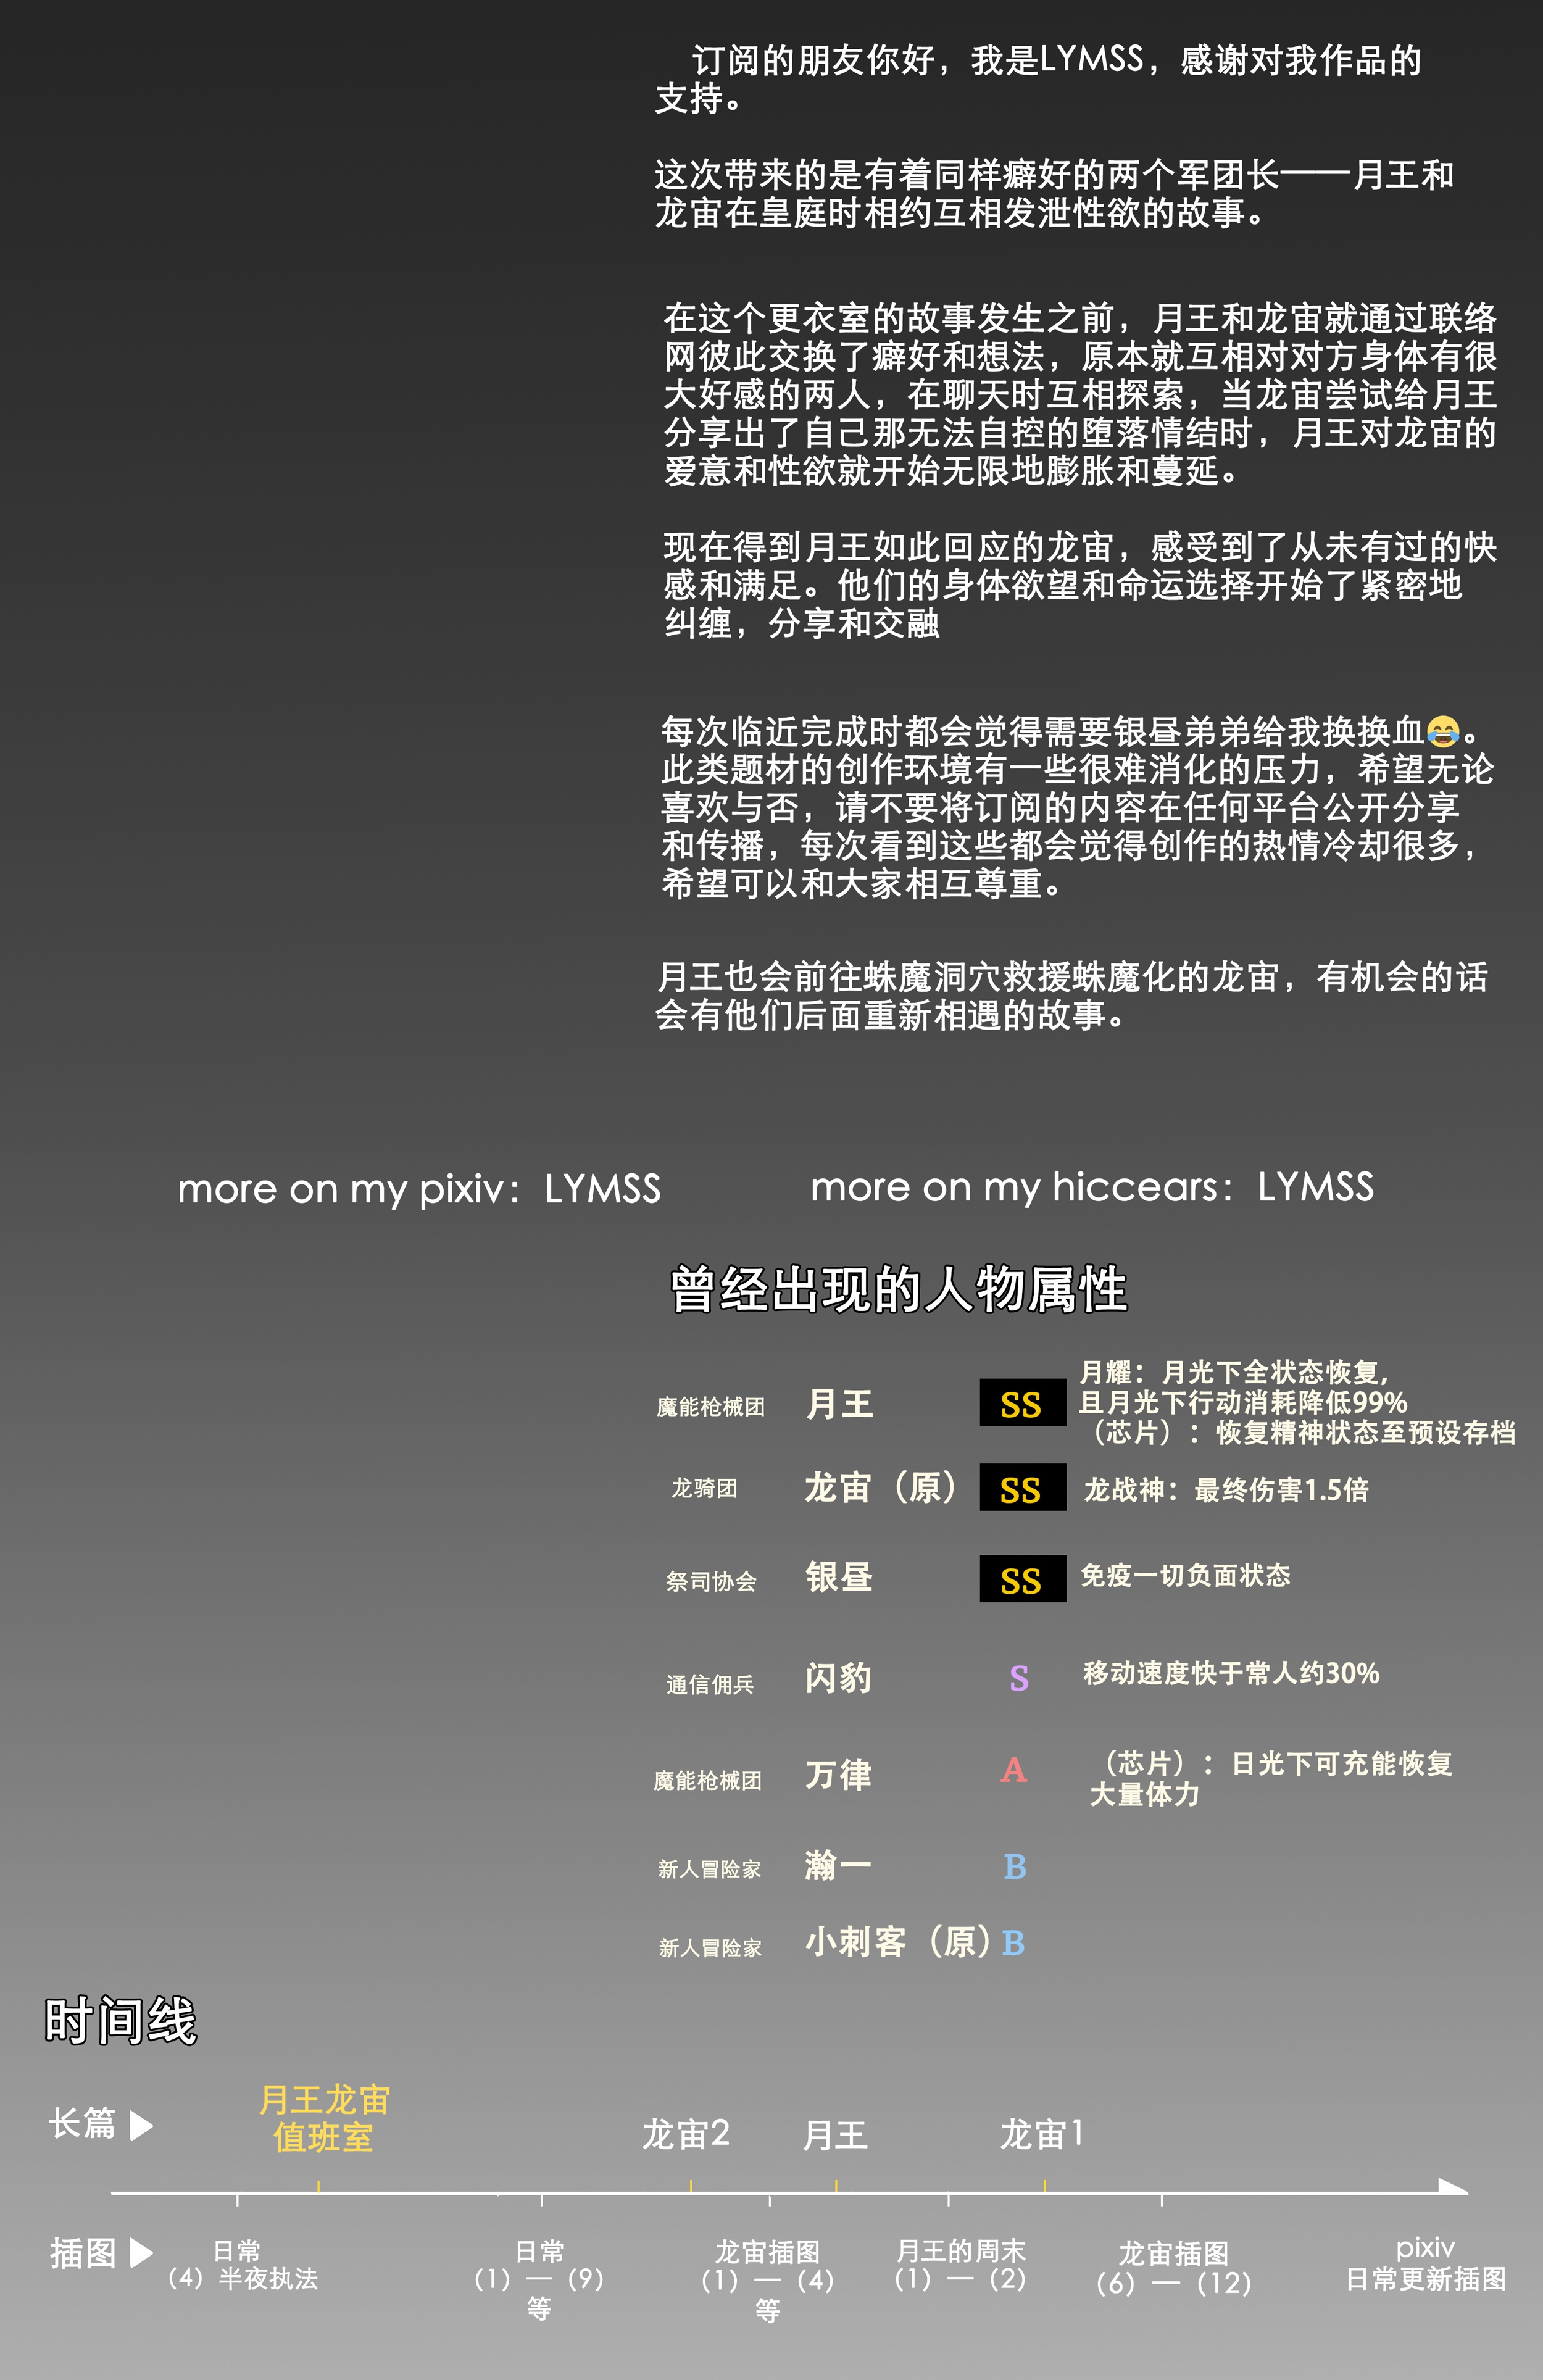 订阅的朋友你好，我是LYMSS，感谢对我作品的
支持。
这次带来的是有着同样癖好的两个军团长——月王和
龙宙在皇庭时相约互相发泄性欲的故事。
在这个更衣室的故事发生之前，月王和龙宙就通过联络
网彼此交换了癖好和想法，原本就互相对对方身体有很
大好感的两人，在聊天时互相探索，当龙宙尝试给月王
分享出了自己那无法自控的堕落情结时，月王对龙宙的
爱意和性欲就开始无限地膨胀和蔓延。
现在得到月王如此回应的龙宙，感受到了从未有过的快
感和满足。他们的身体欲望和命运选择开始了紧密地
纠缠，分享和交融
每次临近完成时都会觉得需要银昼弟弟给我换换血😂。
此类题材的创作环境有一些很难消化的压力，希望无论
喜欢与否，请不要将订阅的内容在任何平台公开分享
和传播，每次看到这些都会觉得创作的热情冷却很多，
希望可以和大家相互尊重。
月王也会前往蛛魔洞穴救援蛛魔化的龙宙，有机会的话
会有他们后面重新相遇的故事。
more on my pixiv：LYMSS
more on my hiccears：LYMSS
曾经出现的人物属性
魔能枪械团 月王 SS 月耀：月光下全状态恢复，
且月光下行动消耗降低99%
（芯片）：恢复精神状态至预设存档
龙骑团 龙宙（原） SS 龙战神：最终伤害1.5倍
祭司协会 银昼 SS 免疫一切负面状态
通信佣兵 闪豹 S 移动速度快于常人约30%
魔能枪械团 万律 A （芯片）：日光下可充能恢复
大量体力
新人冒险家 瀚一 B
新人冒险家 小刺客（原） B
时间线
长篇 ▶ 月王龙宙
值班室
龙宙2 月王 龙宙1
插图 ▶ 日常
（4）半夜执法
日常
（1）—（9）
等
龙宙插图
（1）—（4）
等
月王的周末
（1）—（2）
龙宙插图
（6）—（12）
pixiv
日常更新插图